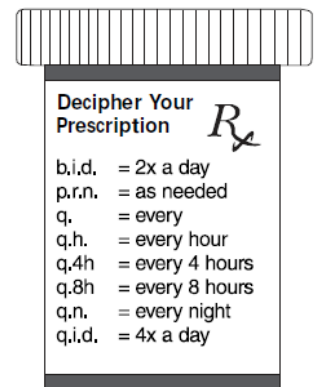 Decipher Your
Prescription
Rx
b.i.d. = 2x a day
p.r.n. = as needed
q. = every
q.h. = every hour
q.4h = every 4 hours
q.8h = every 8 hours
q.n. = every night
q.i.d. = 4x a day